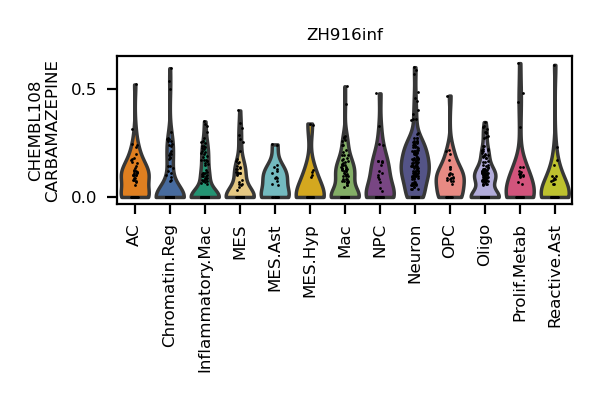 ZH916inf
CHEMBL108
CARBAMAZEPINE
0.5
0.0
AC
Chromatin.Reg
Inflammatory.Mac
MES
MES.Ast
MES.Hyp
Mac
NPC
Neuron
OPC
Oligo
Prolif.Metab
Reactive.Ast